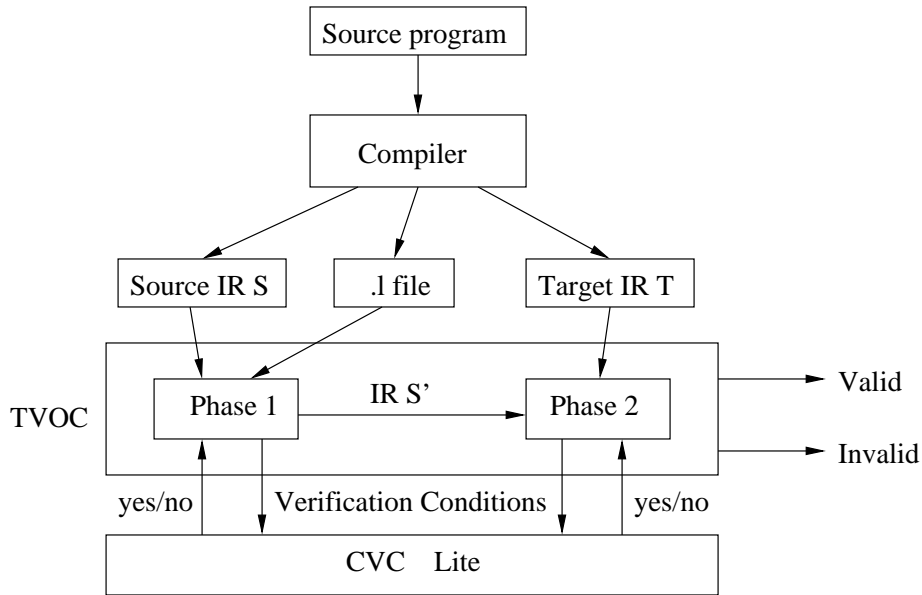 Source program
Compiler
Source IR S
.l file
Target IR T
TVOC
Phase 1
IR S’
Phase 2
Valid
Invalid
yes/no
Verification Conditions
yes/no
CVC Lite